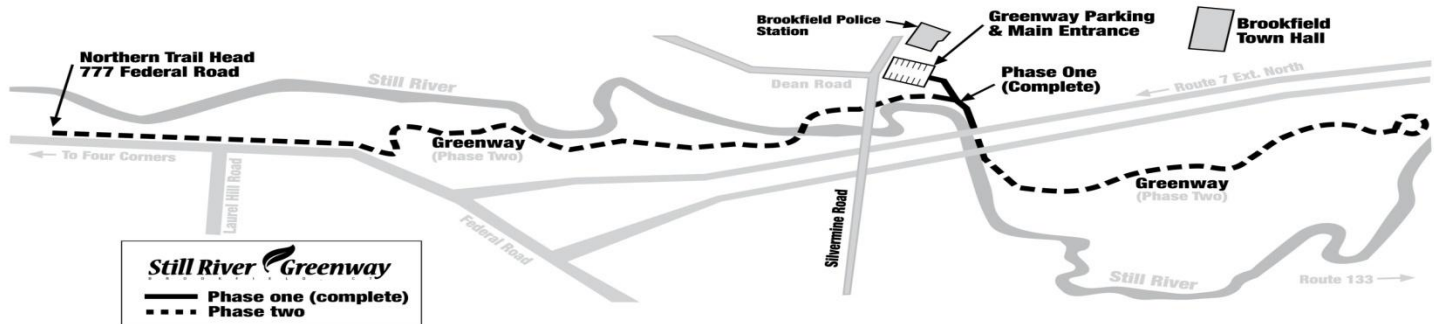 Brookfield Police
Station
Greenway Parking
& Main Entrance
Brookfield
Town Hall
Northern Trail Head
777 Federal Road
Still River
Dean Road
Phase One
(Complete)
Route 7 Ext. North
Greenway
(Phase Two)
To Four Corners
Laurel Hill Road
Federal Road
Silvermine Road
Greenway
(Phase Two)
Still River
Route 133
Still River Greenway
BROOKFIELD, CT
Phase one (complete)
Phase two